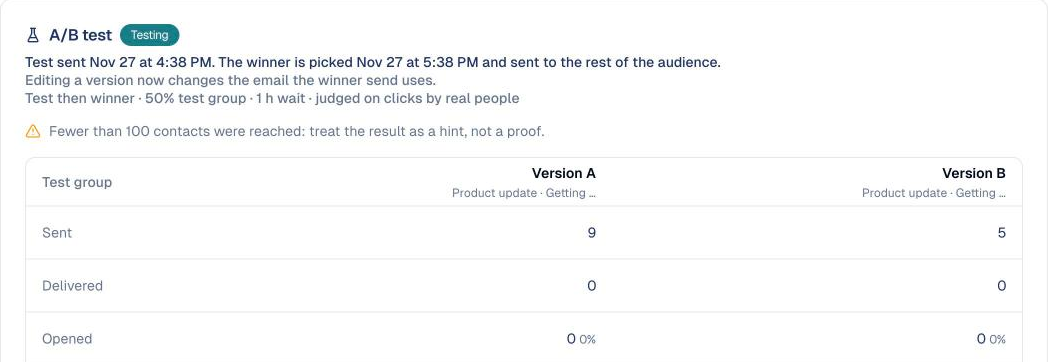 A/B test Testing
Test sent Nov 27 at 4:38 PM. The winner is picked Nov 27 at 5:38 PM and sent to the rest of the audience.
Editing a version now changes the email the winner send uses.
Test then winner · 50% test group · 1 h wait · judged on clicks by real people
Fewer than 100 contacts were reached: treat the result as a hint, not a proof.
Test group Version A Version B
Product update · Getting … Product update · Getting …
Sent 9 5
Delivered 0 0
Opened 0 0% 0 0%